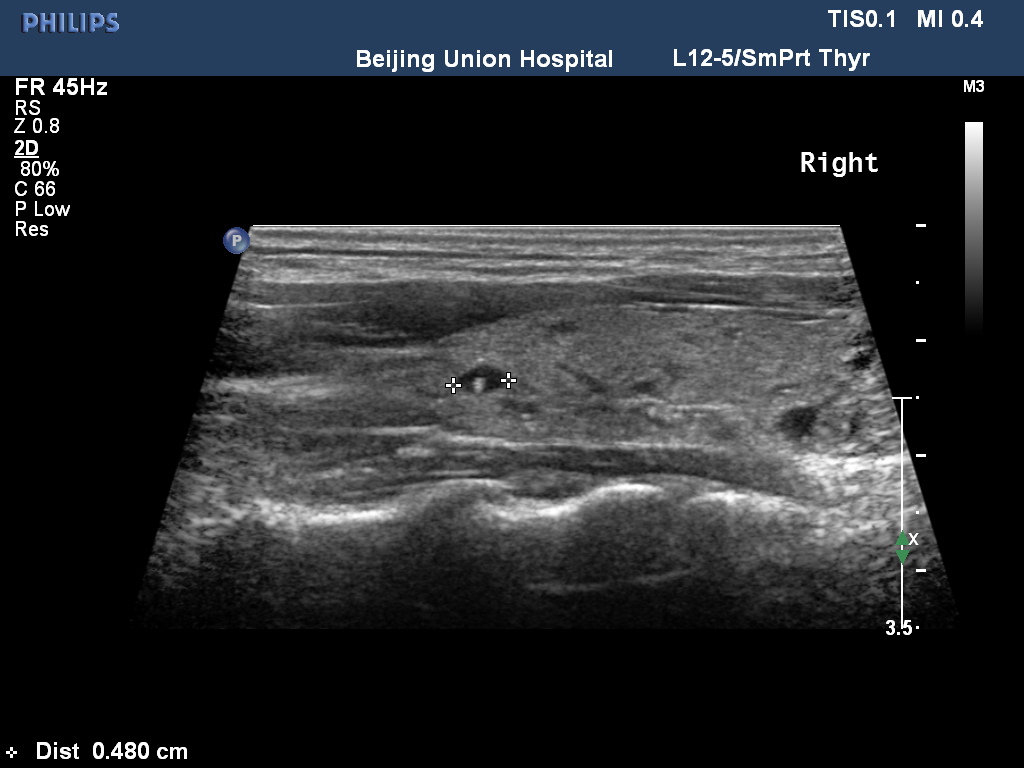 PHILIPS
TIS0.1 MI 0.4
Beijing Union Hospital L12-5/SmPrt Thyr
FR 45Hz
RS
Z 0.8
2D
80%
C 66
P Low
Res
M3
Right
P
X
3.5
Dist 0.480 cm